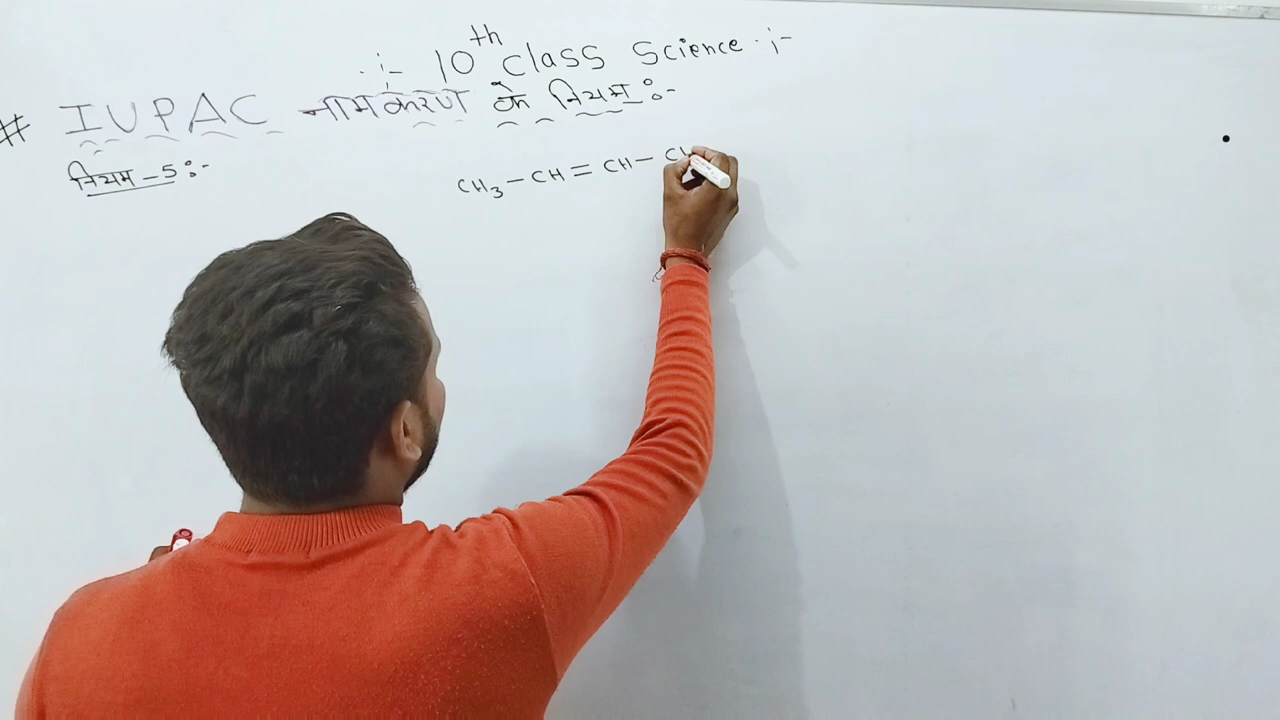 :- 10th class Science :-
# IUPAC नामकरण के नियम :-
नियम - 5 :-
CH3 - CH = CH - CH